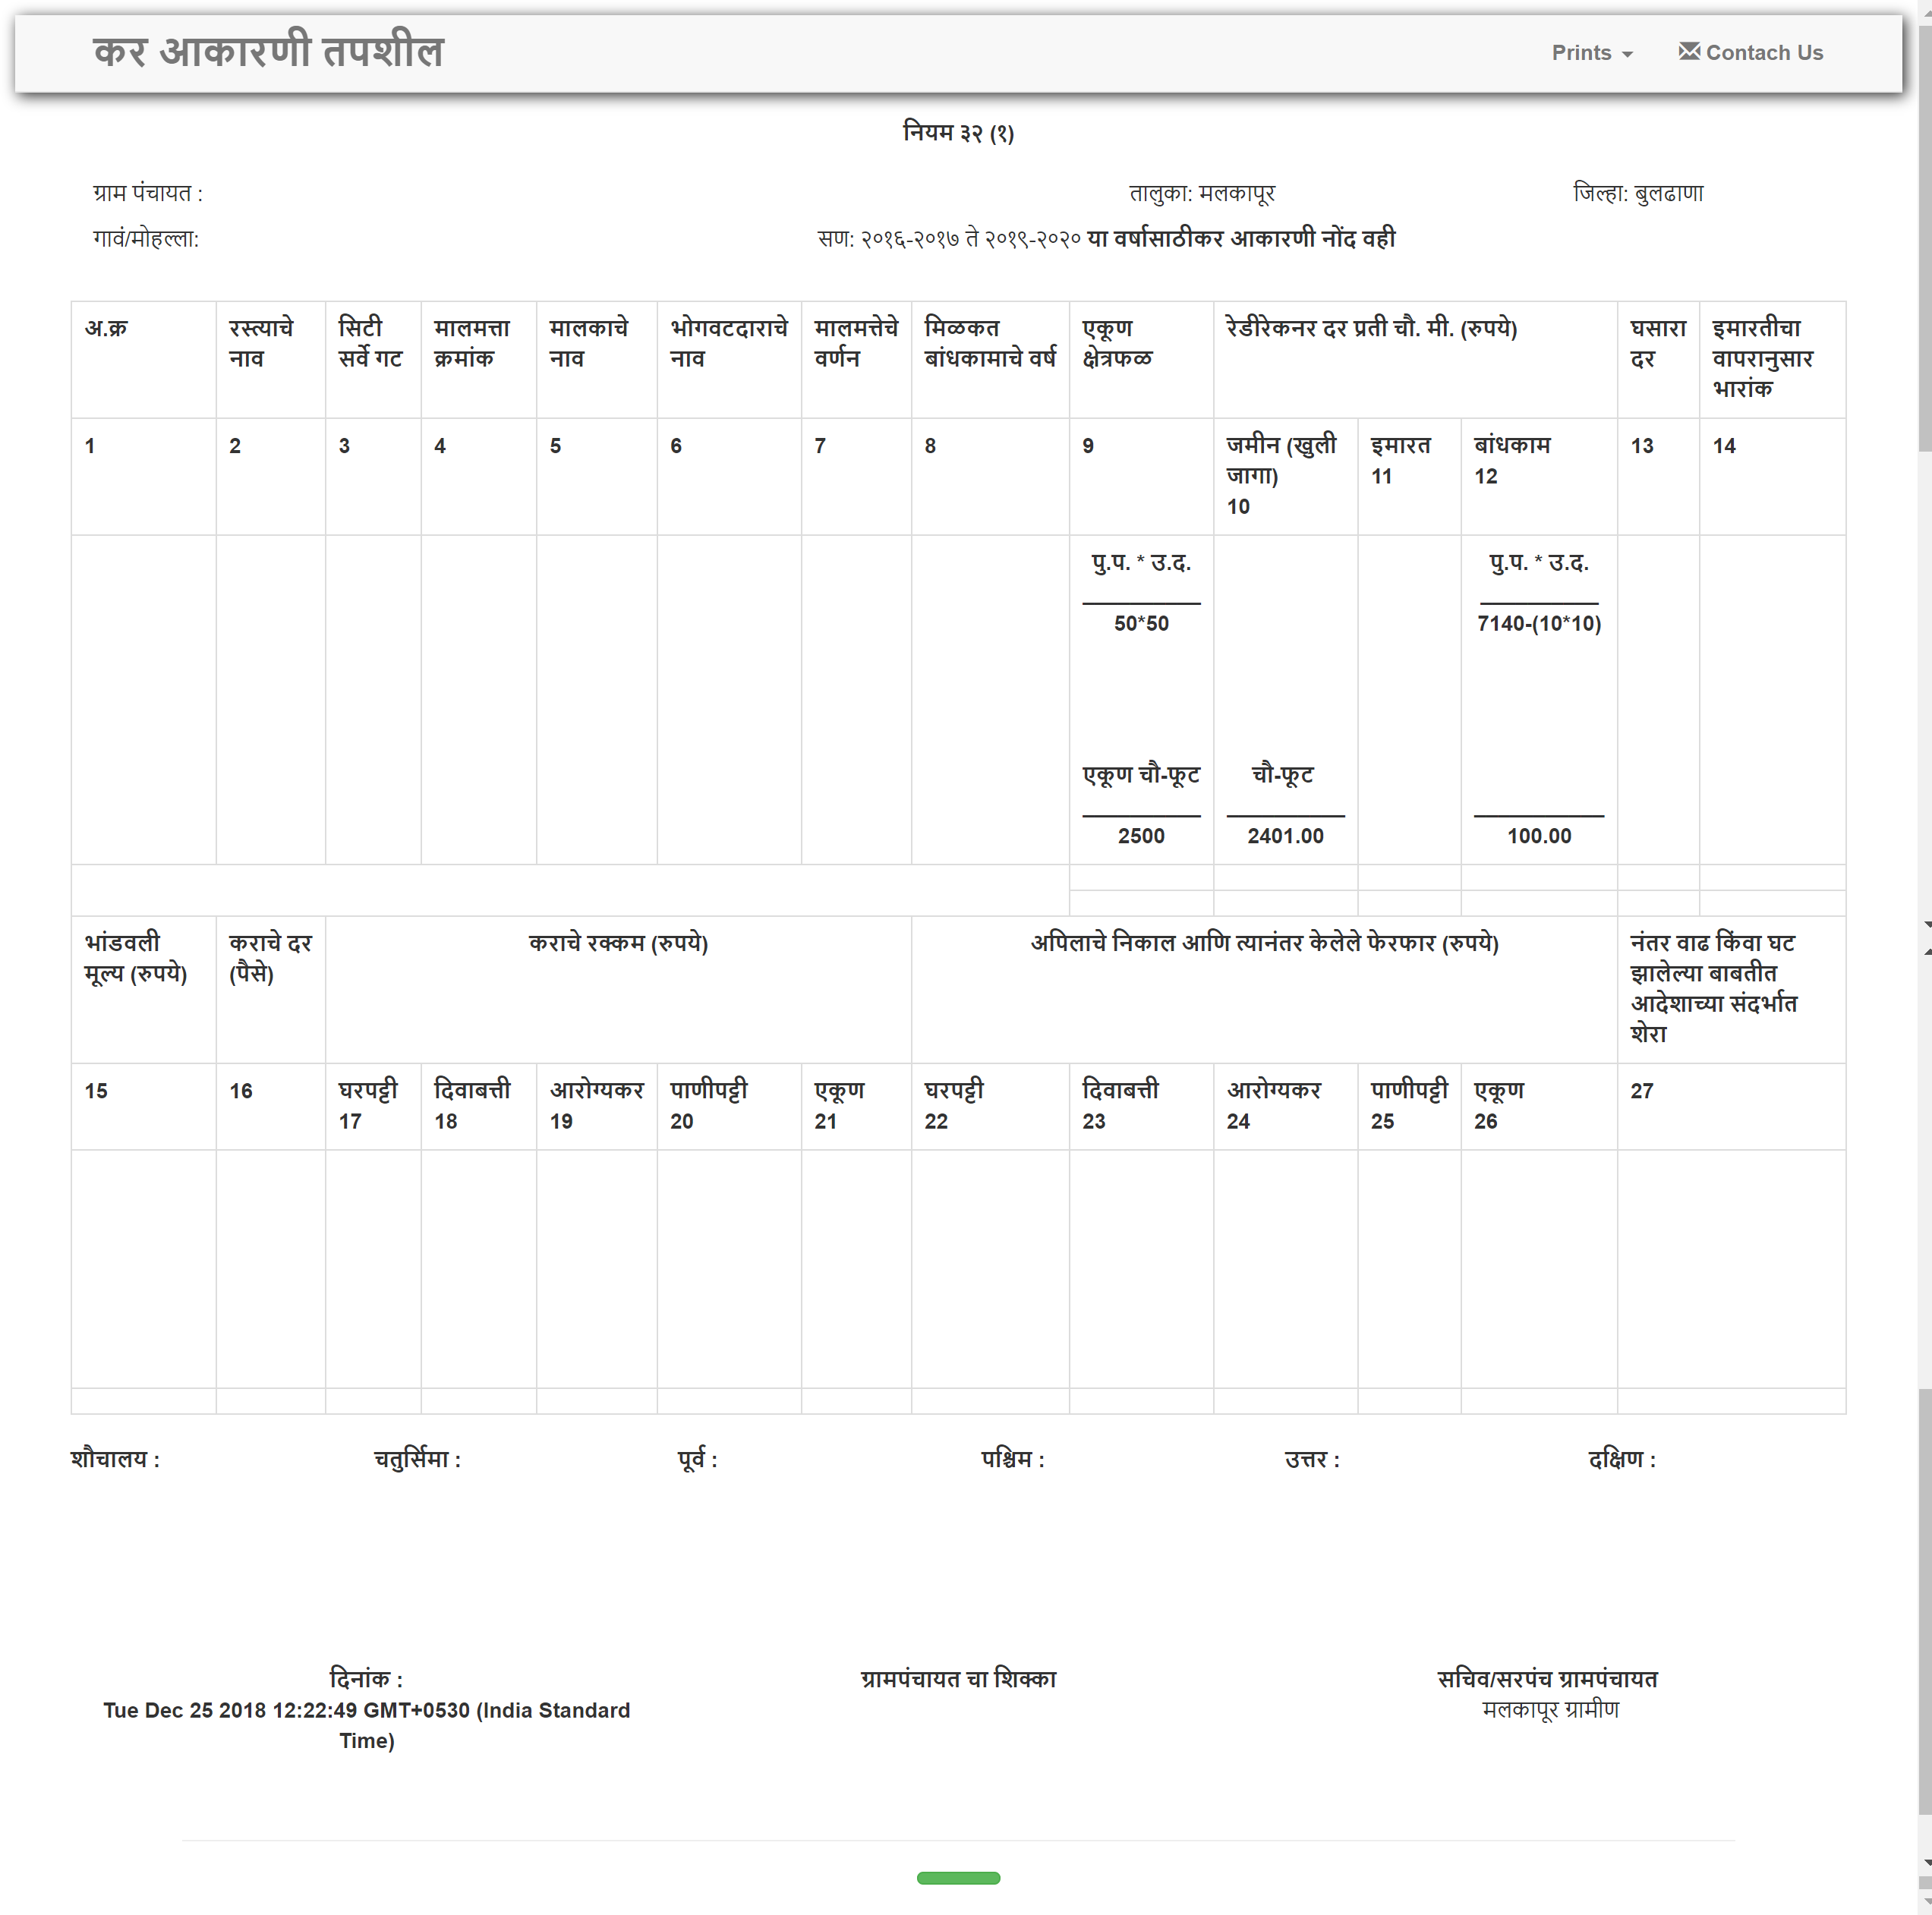 कर आकारणी तपशील
Prints
Contach Us
नियम ३२ (१)
ग्राम पंचायत :
तालुका: मलकापूर
जिल्हा: बुलढाणा
गावं/मोहल्ला:
सण: २०१६-२०१७ ते २०१९-२०२० या वर्षासाठीकर आकारणी नोंद वही
अ.क्र
रस्त्याचे
नाव
सिटी
सर्वे गट
मालमत्ता
क्रमांक
मालकाचे
नाव
भोगवटदाराचे
नाव
मालमत्तेचे
वर्णन
मिळकत
बांधकामाचे वर्ष
एकूण
क्षेत्रफळ
रेडीरेकनर दर प्रती चौ. मी. (रुपये)
घसारा
दर
इमारतीचा
वापरानुसार
भारांक
1
2
3
4
5
6
7
8
9
जमीन (खुली
जागा)
10
इमारत
11
बांधकाम
12
13
14
पु.प. * उ.द.
50*50
एकूण चौ-फूट
2500
चौ-फूट
2401.00
पु.प. * उ.द.
7140-(10*10)
100.00
भांडवली
मूल्य (रुपये)
कराचे दर
(पैसे)
कराचे रक्कम (रुपये)
अपिलाचे निकाल आणि त्यानंतर केलेले फेरफार (रुपये)
नंतर वाढ किंवा घट
झालेल्या बाबतीत
आदेशाच्या संदर्भात
शेरा
15
16
घरपट्टी
17
दिवाबत्ती
18
आरोग्यकर
19
पाणीपट्टी
20
एकूण
21
घरपट्टी
22
दिवाबत्ती
23
आरोग्यकर
24
पाणीपट्टी
25
एकूण
26
27
शौचालय :
चतुर्सिमा :
पूर्व :
पश्चिम :
उत्तर :
दक्षिण :
दिनांक :
Tue Dec 25 2018 12:22:49 GMT+0530 (India Standard
Time)
ग्रामपंचायत चा शिक्का
सचिव/सरपंच ग्रामपंचायत
मलकापूर ग्रामीण